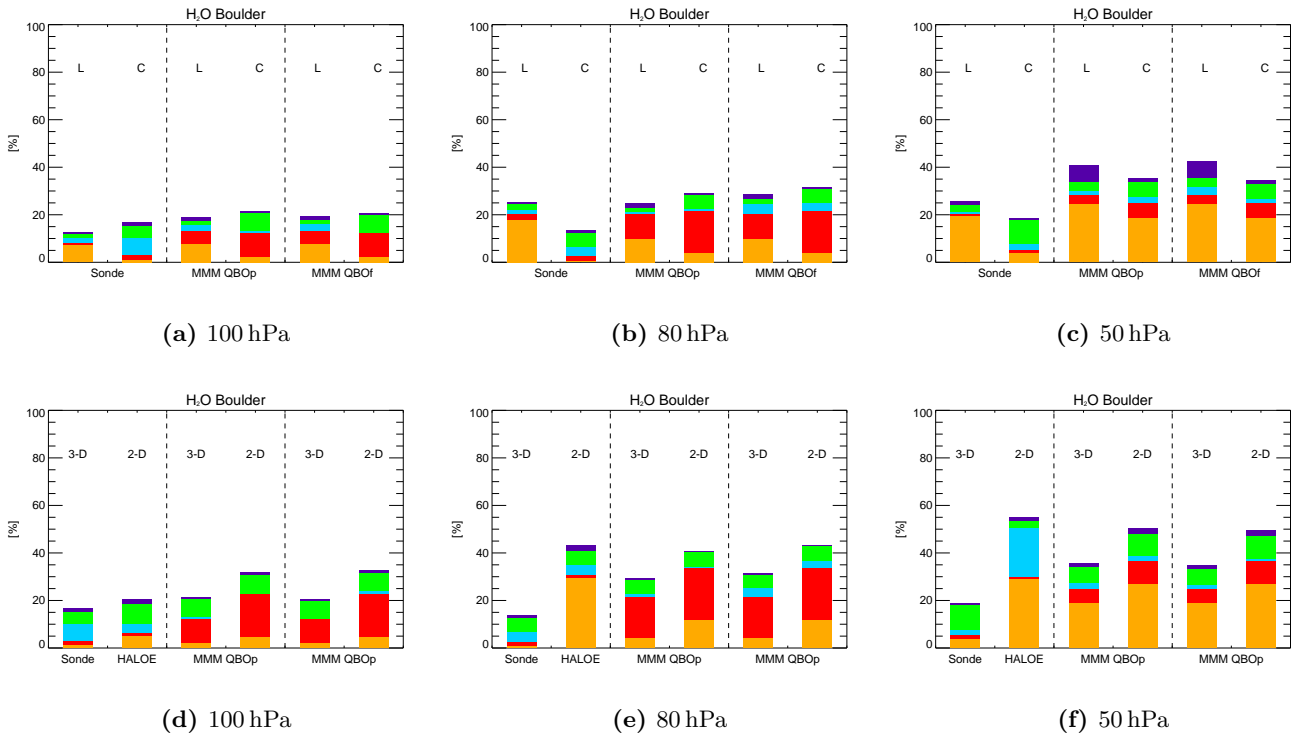 H₂O Boulder H₂O Boulder H₂O Boulder
100 100 100
L C L C L C L C L C L C L C L C L C
80 80 80
60 60 60
[%] [%] [%]
40 40 40
20 20 20
0 0 0
Sonde MMM QBOp MMM QBOf Sonde MMM QBOp MMM QBOf Sonde MMM QBOp MMM QBOf
(a) 100 hPa (b) 80 hPa (c) 50 hPa
H₂O Boulder H₂O Boulder H₂O Boulder
100 100 100
3-D 2-D 3-D 2-D 3-D 2-D 3-D 2-D 3-D 2-D 3-D 2-D 3-D 2-D 3-D 2-D 3-D 2-D
80 80 80
60 60 60
[%] [%] [%]
40 40 40
20 20 20
0 0 0
Sonde HALOE MMM QBOp MMM QBOp Sonde HALOE MMM QBOp MMM QBOp Sonde HALOE MMM QBOp MMM QBOp
(d) 100 hPa (e) 80 hPa (f) 50 hPa